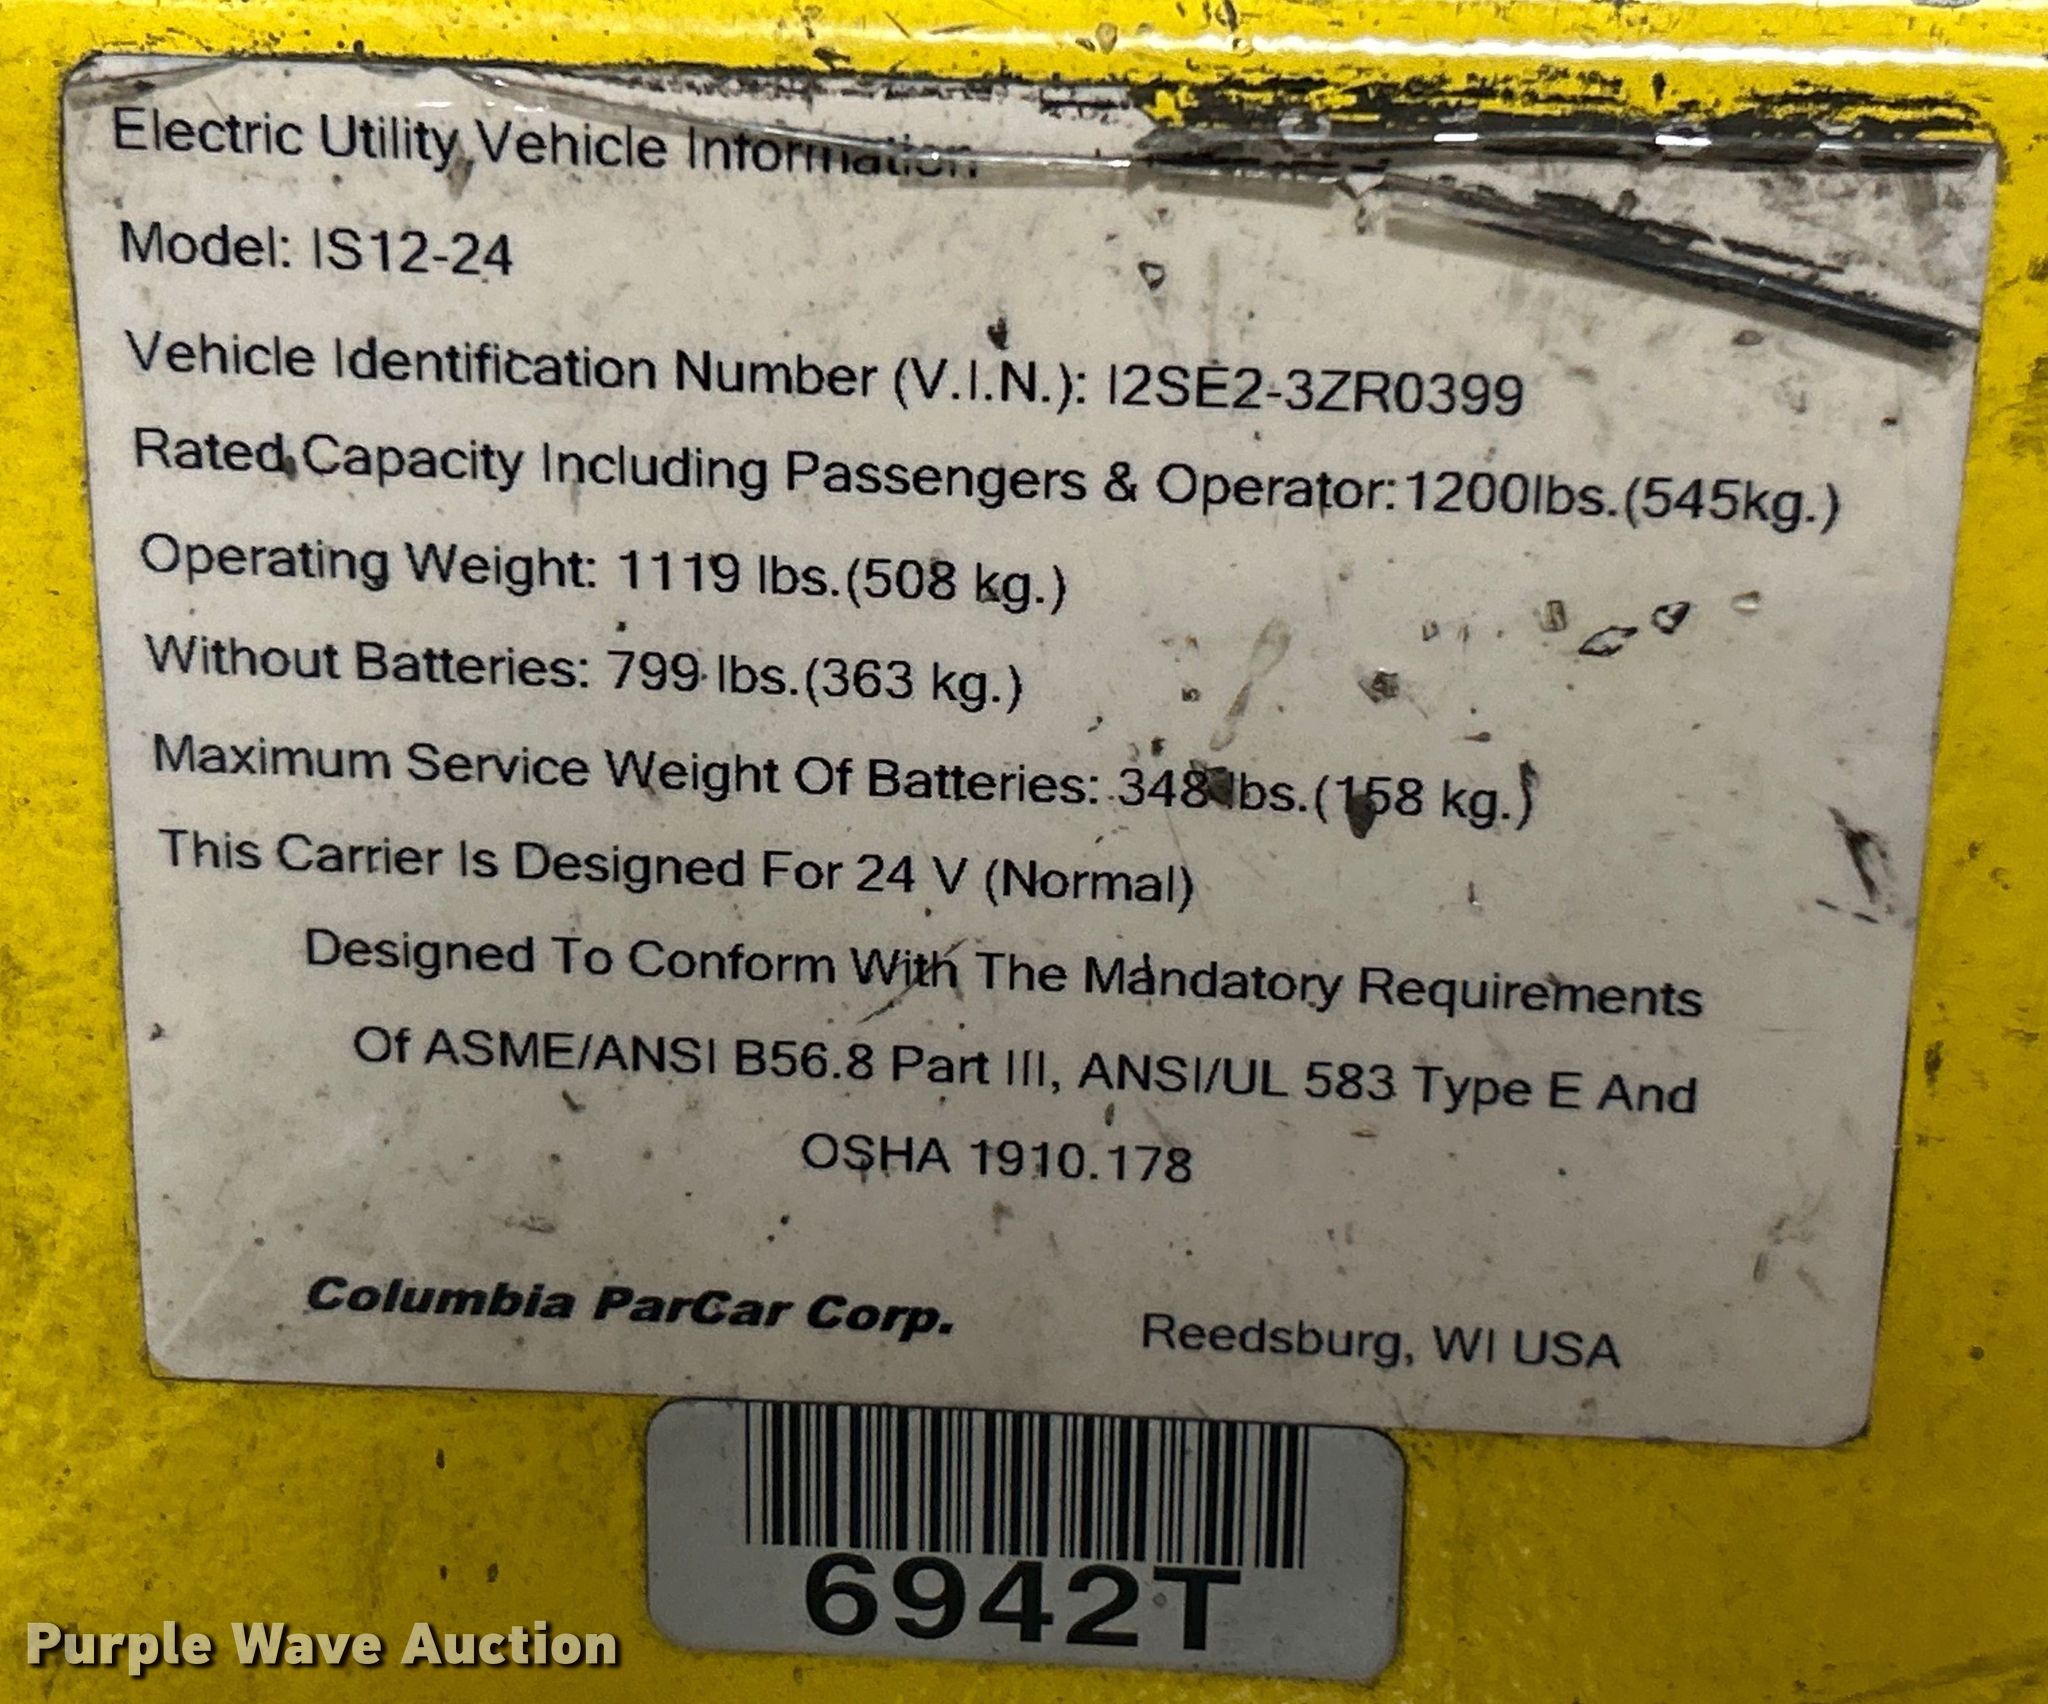 Electric Utility Vehicle Information
Model: IS12-24
Vehicle Identification Number (V.I.N.): I2SE2-3ZR0399
Rated Capacity Including Passengers & Operator:1200lbs.(545kg.)
Operating Weight: 1119 lbs.(508 kg.)
Without Batteries: 799 lbs.(363 kg.)
Maximum Service Weight Of Batteries: 348 lbs.(158 kg.)
This Carrier Is Designed For 24 V (Normal)
Designed To Conform With The Mandatory Requirements
Of ASME/ANSI B56.8 Part III, ANSI/UL 583 Type E And
OSHA 1910.178
Columbia ParCar Corp. Reedsburg, WI USA
6942T
Purple Wave Auction